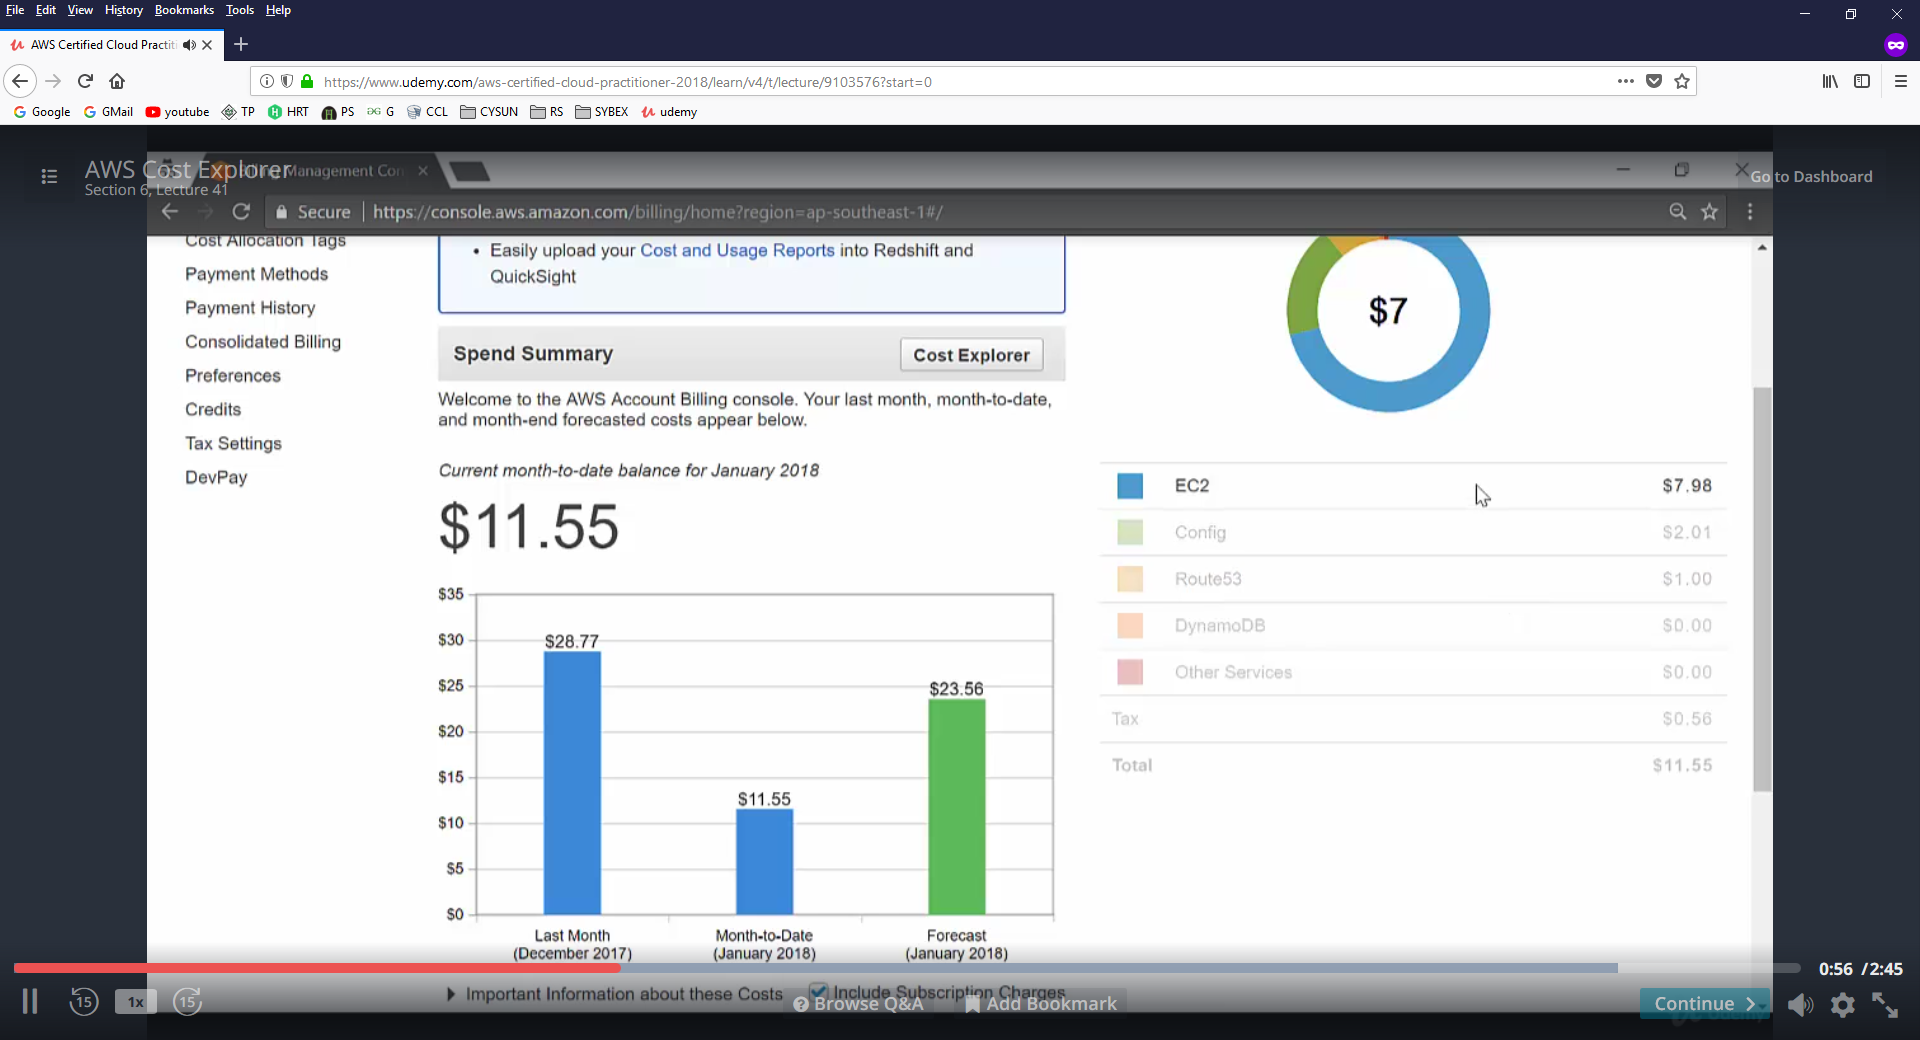 File Edit View History Bookmarks Tools Help
AWS Certified Cloud Practiti
https://www.udemy.com/aws-certified-cloud-practitioner-2018/learn/v4/t/lecture/9103576?start=0
Google GMail youtube TP HRT PS G CCL CYSUN RS SYBEX udemy
AWS Cost Explorer
Management Con
Section 6, Lecture 41
Go to Dashboard
Secure https://console.aws.amazon.com/billing/home?region=ap-southeast-1#/
Cost Allocation Tags
Payment Methods
Payment History
Consolidated Billing
Preferences
Credits
Tax Settings
DevPay
• Easily upload your Cost and Usage Reports into Redshift and
QuickSight
Spend Summary
Cost Explorer
Welcome to the AWS Account Billing console. Your last month, month-to-date,
and month-end forecasted costs appear below.
Current month-to-date balance for January 2018
$11.55
$35
$30
$25
$20
$15
$10
$5
$0
$28.77
$11.55
$23.56
Last Month
(December 2017)
Month-to-Date
(January 2018)
Forecast
(January 2018)
Important Information about these Costs
Include Subscription Charges
$7
EC2 $7.98
Config $2.01
Route53 $1.00
DynamoDB $0.00
Other Services $0.00
Tax $0.56
Total $11.55
0:56 / 2:45
15 1x 15
? Browse Q&A
Add Bookmark
Continue